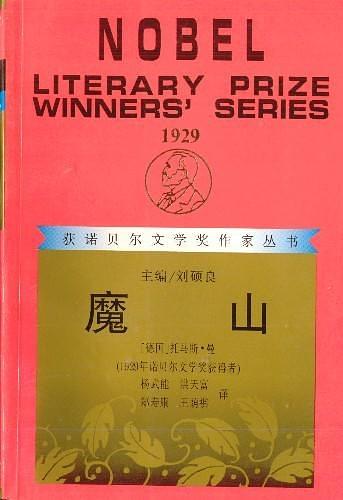 NOBEL
LITERARY PRIZE
WINNERS' SERIES
1929
获诺贝尔文学奖作家丛书
主编/刘硕良
魔山
[德国]托马斯·曼
(1929年诺贝尔文学奖获得者)
杨武能 洪天富
郑寿康 王荫祺 译